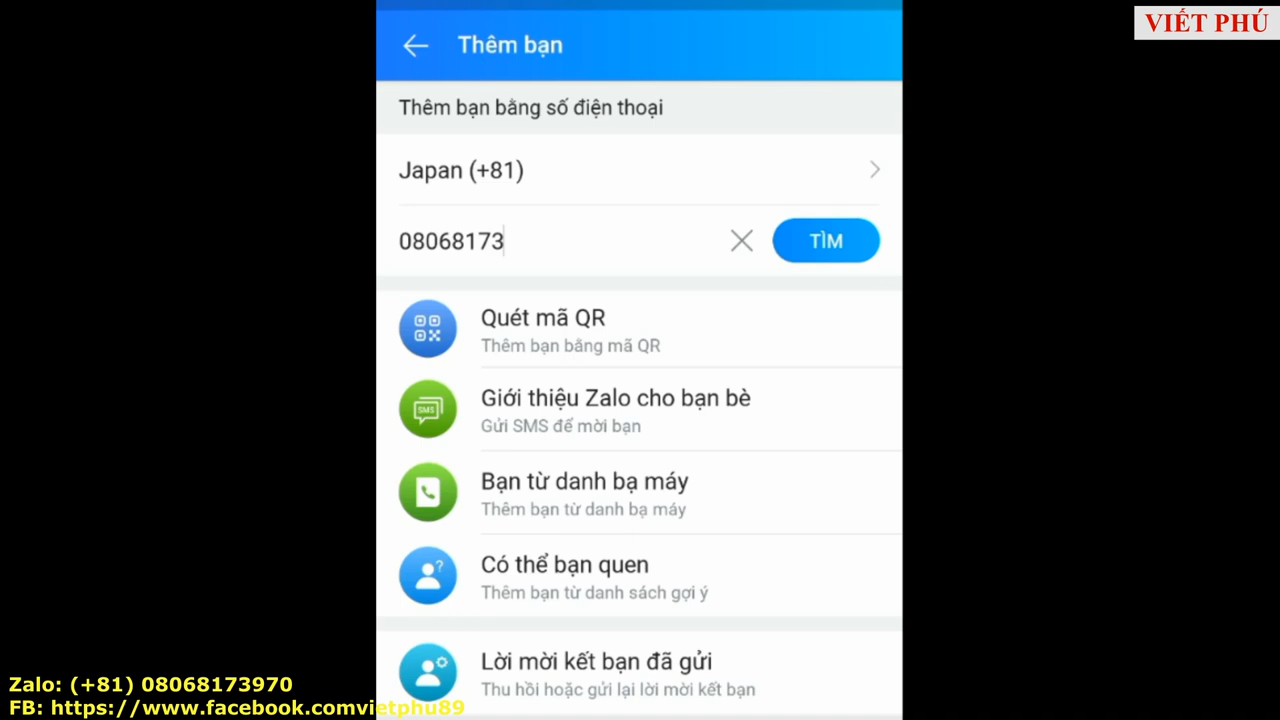 VIẾT PHÚ
Thêm bạn
Thêm bạn bằng số điện thoại
Japan (+81)
08068173
TÌM
Quét mã QR
Thêm bạn bằng mã QR
SMS
Giới thiệu Zalo cho bạn bè
Gửi SMS để mời bạn
Bạn từ danh bạ máy
Thêm bạn từ danh bạ máy
?
Có thể bạn quen
Thêm bạn từ danh sách gợi ý
Lời mời kết bạn đã gửi
Thu hồi hoặc gửi lại lời mời kết bạn
Zalo: (+81) 08068173970
FB: https://www.facebook.comvietphu89